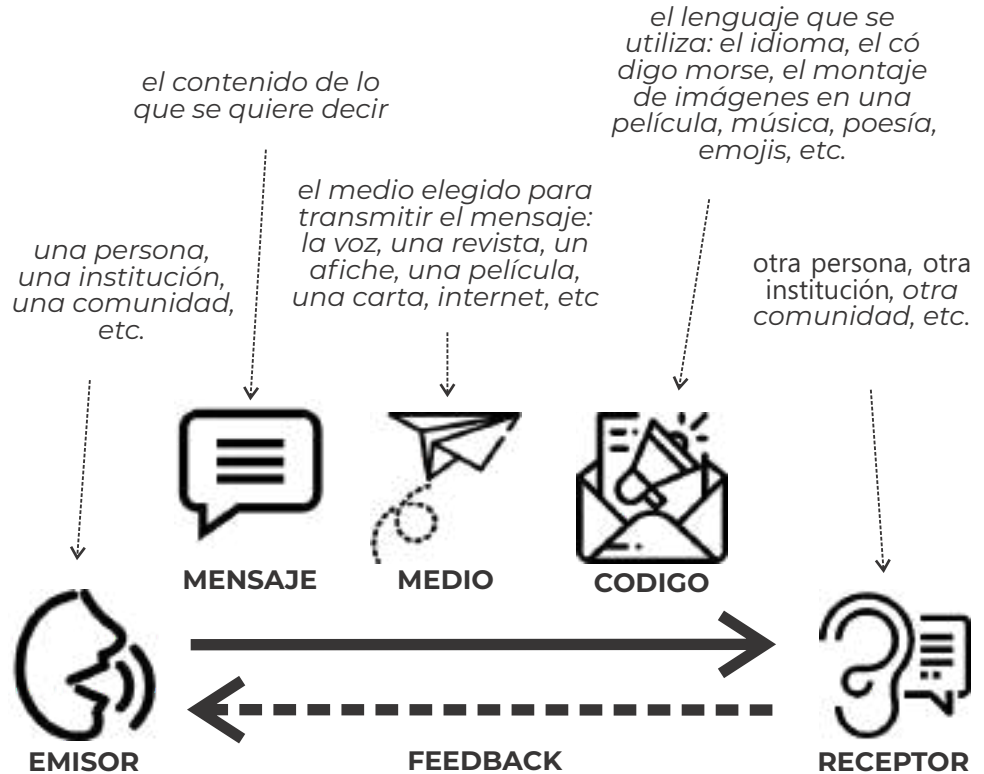 el lenguaje que se
utiliza: el idioma, el có
digo morse, el montaje
de imágenes en una
película, música, poesía,
emojis, etc.
el contenido de lo
que se quiere decir
el medio elegido para
transmitir el mensaje:
la voz, una revista, un
afiche, una película,
una carta, internet, etc
una persona,
una institución,
una comunidad,
etc.
otra persona, otra
institución, otra
comunidad, etc.
MENSAJE
MEDIO
CODIGO
EMISOR
FEEDBACK
RECEPTOR